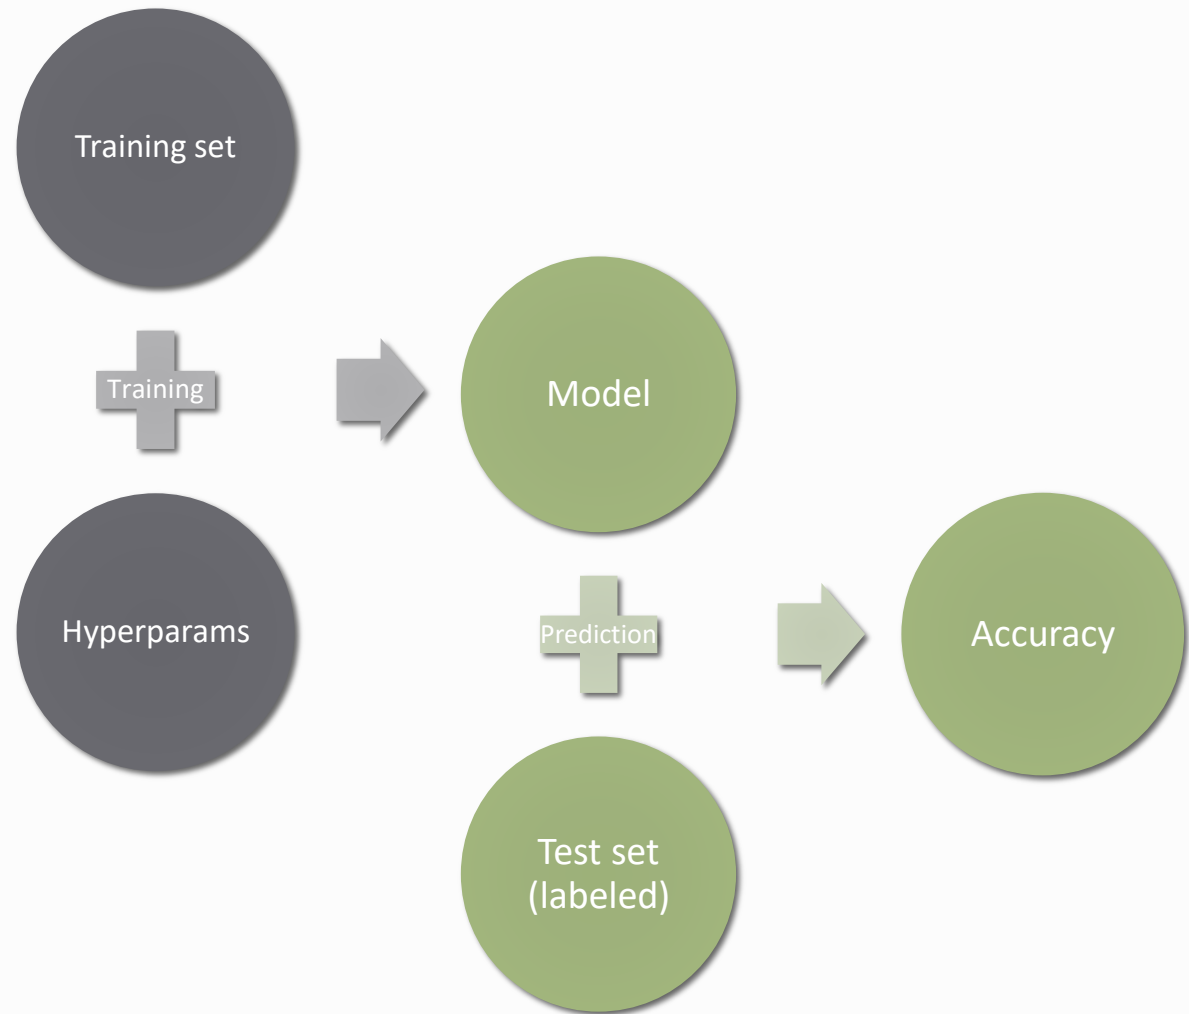 Training set
Training
Hyperparams
Model
Prediction
Test set
(labeled)
Accuracy